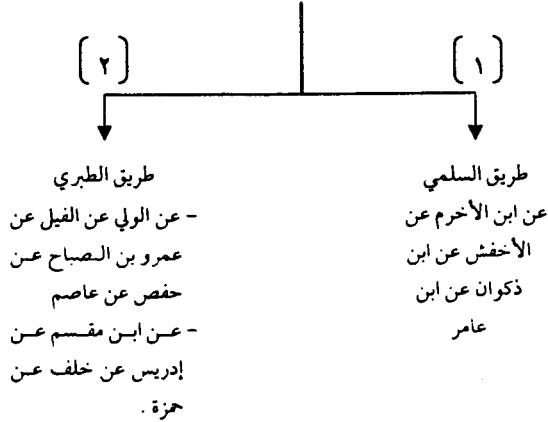 (١)
طريق السلمي
عن ابن الأخرم عن
الأخفش عن ابن
ذكوان عن ابن
عامر
(٢)
طريق الطبري
- عن الولي عن الفيل عن
عمرو بن الصباح عن
حفص عن عاصم
- عن ابن مقسم عن
إدريس عن خلف عن
حمزة .